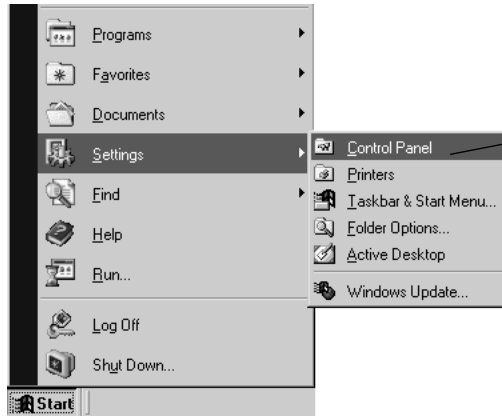 Programs
Favorites
Documents
Settings
Find
Help
Run...
Log Off
Shut Down...
Start
Control Panel
Printers
Taskbar & Start Menu...
Folder Options...
Active Desktop
Windows Update...